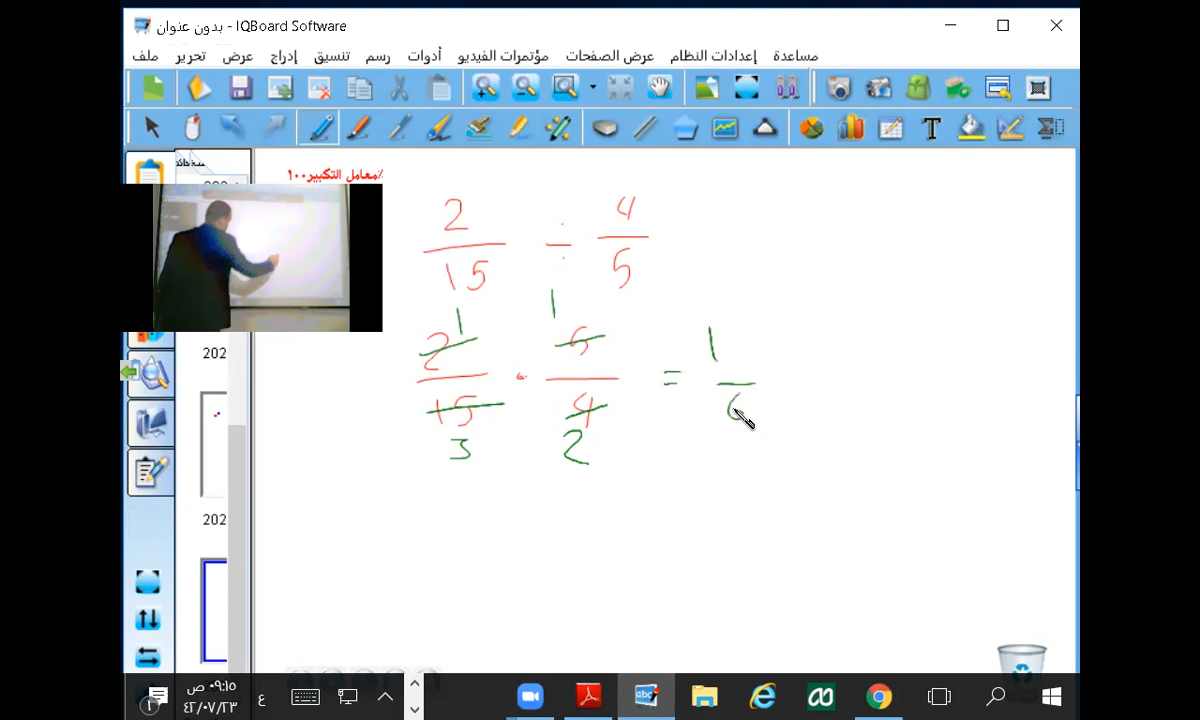 بدون عنوان - IQBoard Software
ملف تحرير عرض إدراج تنسيق رسم أدوات مؤتمرات الفيديو عرض الصفحات إعدادات النظام مساعدة
معامل التكبير١٠٠٪
2/15 ÷ 4/5
2/15 · 5/4 = 1/6
1 1
3 2
202
202
٠٩:١٥ ص
٤٢/٠٧/٢٣
ع
abc